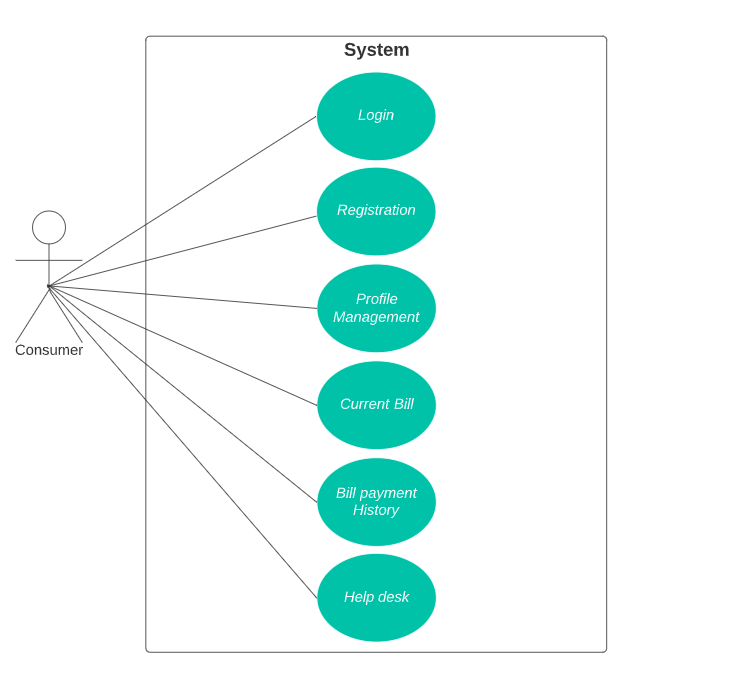 System
Login
Registration
Profile
Management
Current Bill
Consumer
Bill payment
History
Help desk